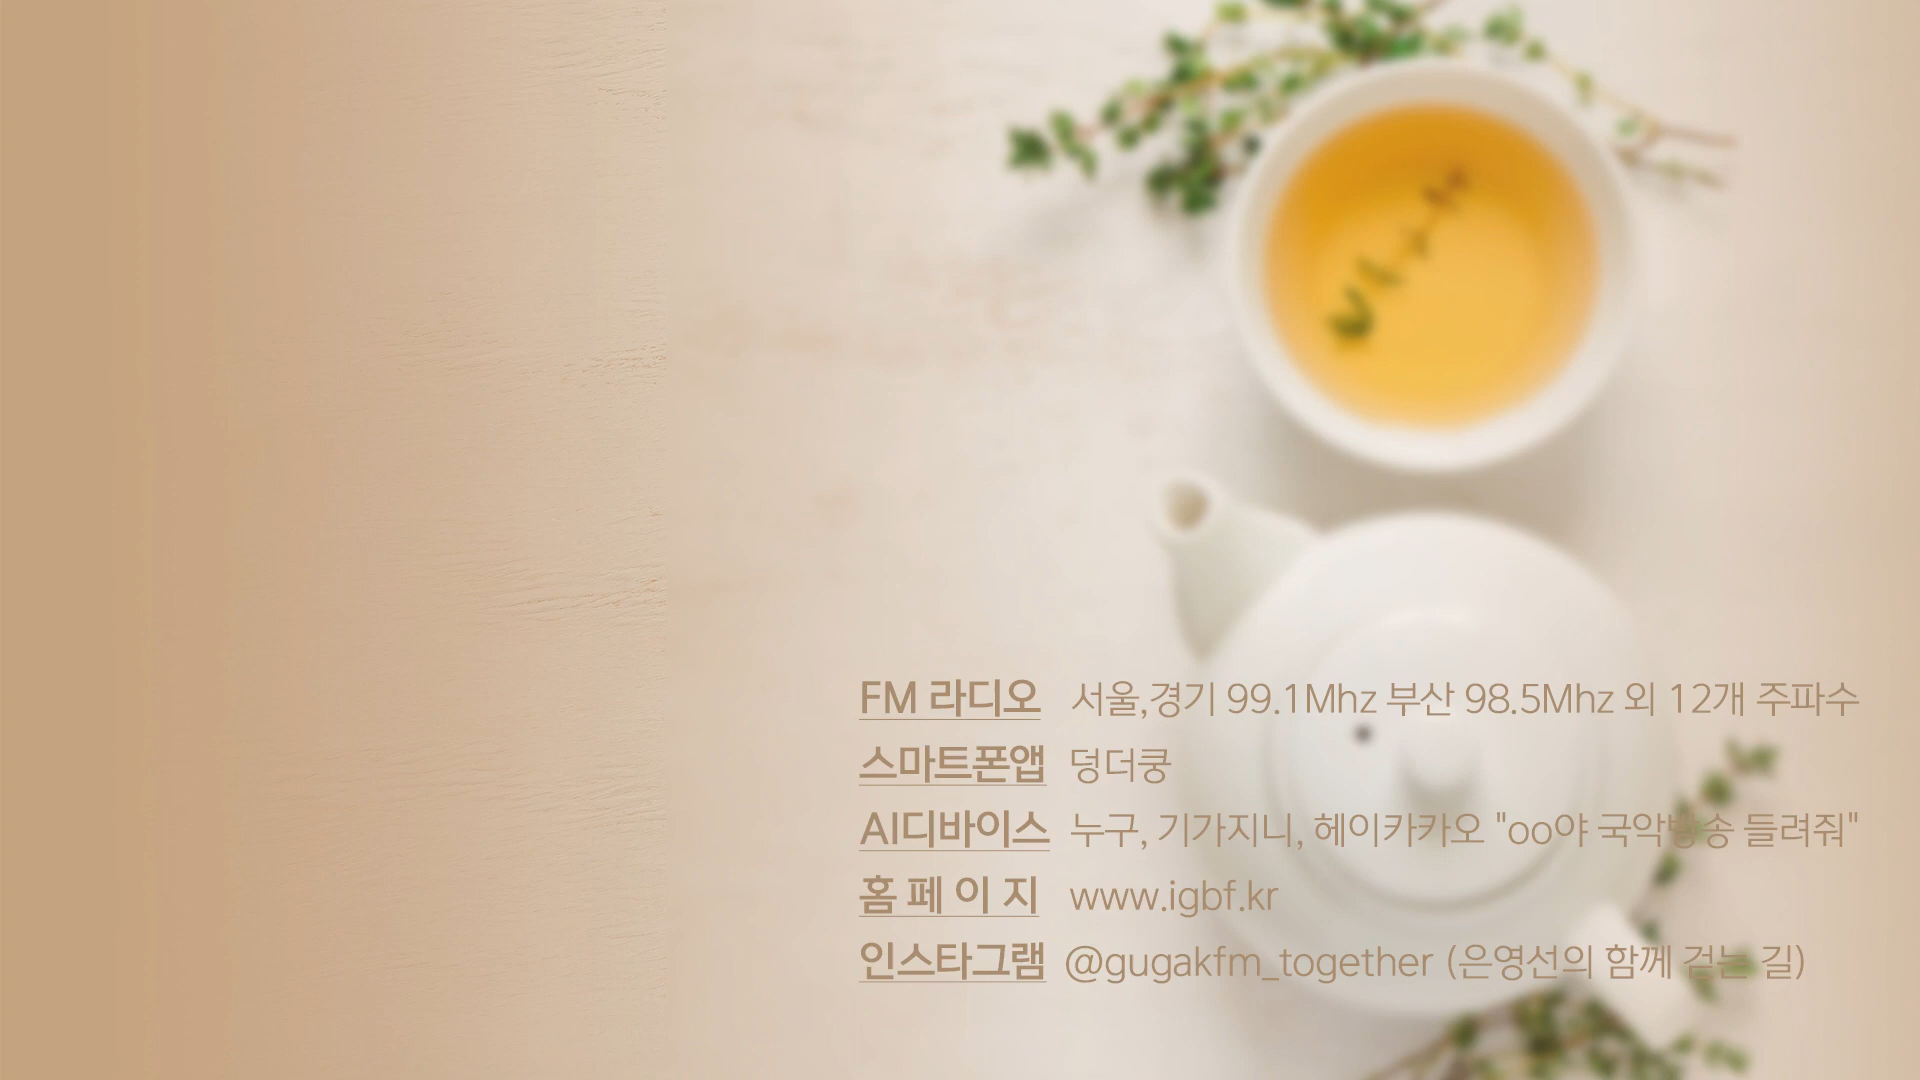 FM 라디오 서울,경기 99.1Mhz 부산 98.5Mhz 외 12개 주파수
스마트폰앱 덩더쿵
AI디바이스 누구, 기가지니, 헤이카카오 "oo야 국악방송 들려줘"
홈 페 이 지 www.igbf.kr
인스타그램 @gugakfm_together (은영선의 함께 걷는 길)